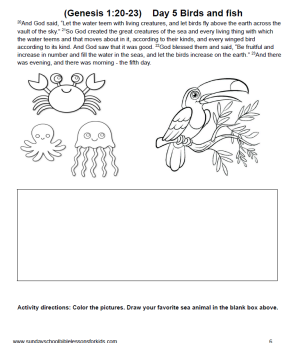 (Genesis 1:20-23) Day 5 Birds and fish
20And God said, "Let the water teem with living creatures, and let birds fly above the earth across the
vault of the sky." 21So God created the great creatures of the sea and every living thing with which
the water teems and that moves about in it, according to their kinds, and every winged bird
according to its kind. And God saw that it was good. 22God blessed them and said, "Be fruitful and
increase in number and fill the water in the seas, and let the birds increase on the earth." 23And there
was evening, and there was morning - the fifth day.
Activity directions: Color the pictures. Draw your favorite sea animal in the blank box above.
www.sundayschoolbiblelessonsforkids.com 6